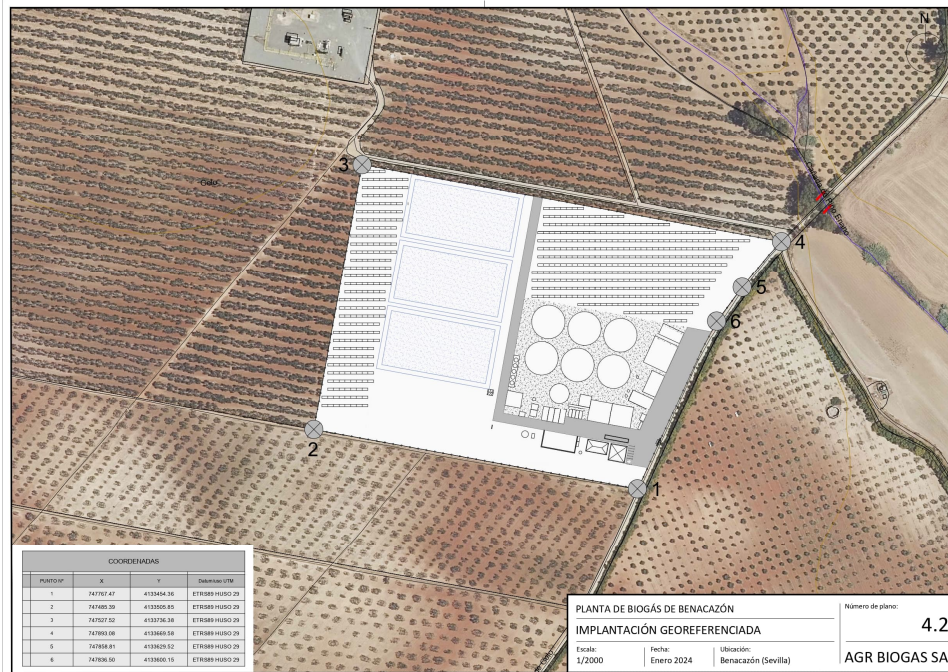 N
3
4
5
6
2
1
COORDENADAS
PUNTO Nº X Y Datum/uso UTM
1 747767.47 4133454.36 ETRS89 HUSO 29
2 747485.39 4133505.85 ETRS89 HUSO 29
3 747527.52 4133736.38 ETRS89 HUSO 29
4 747893.08 4133669.58 ETRS89 HUSO 29
5 747858.81 4133629.52 ETRS89 HUSO 29
6 747836.50 4133600.15 ETRS89 HUSO 29
PLANTA DE BIOGÁS DE BENACAZÓN
IMPLANTACIÓN GEOREFERENCIADA
Escala: Fecha: Ubicación:
1/2000 Enero 2024 Benacazón (Sevilla)
Número de plano:
4.2
AGR BIOGAS SA